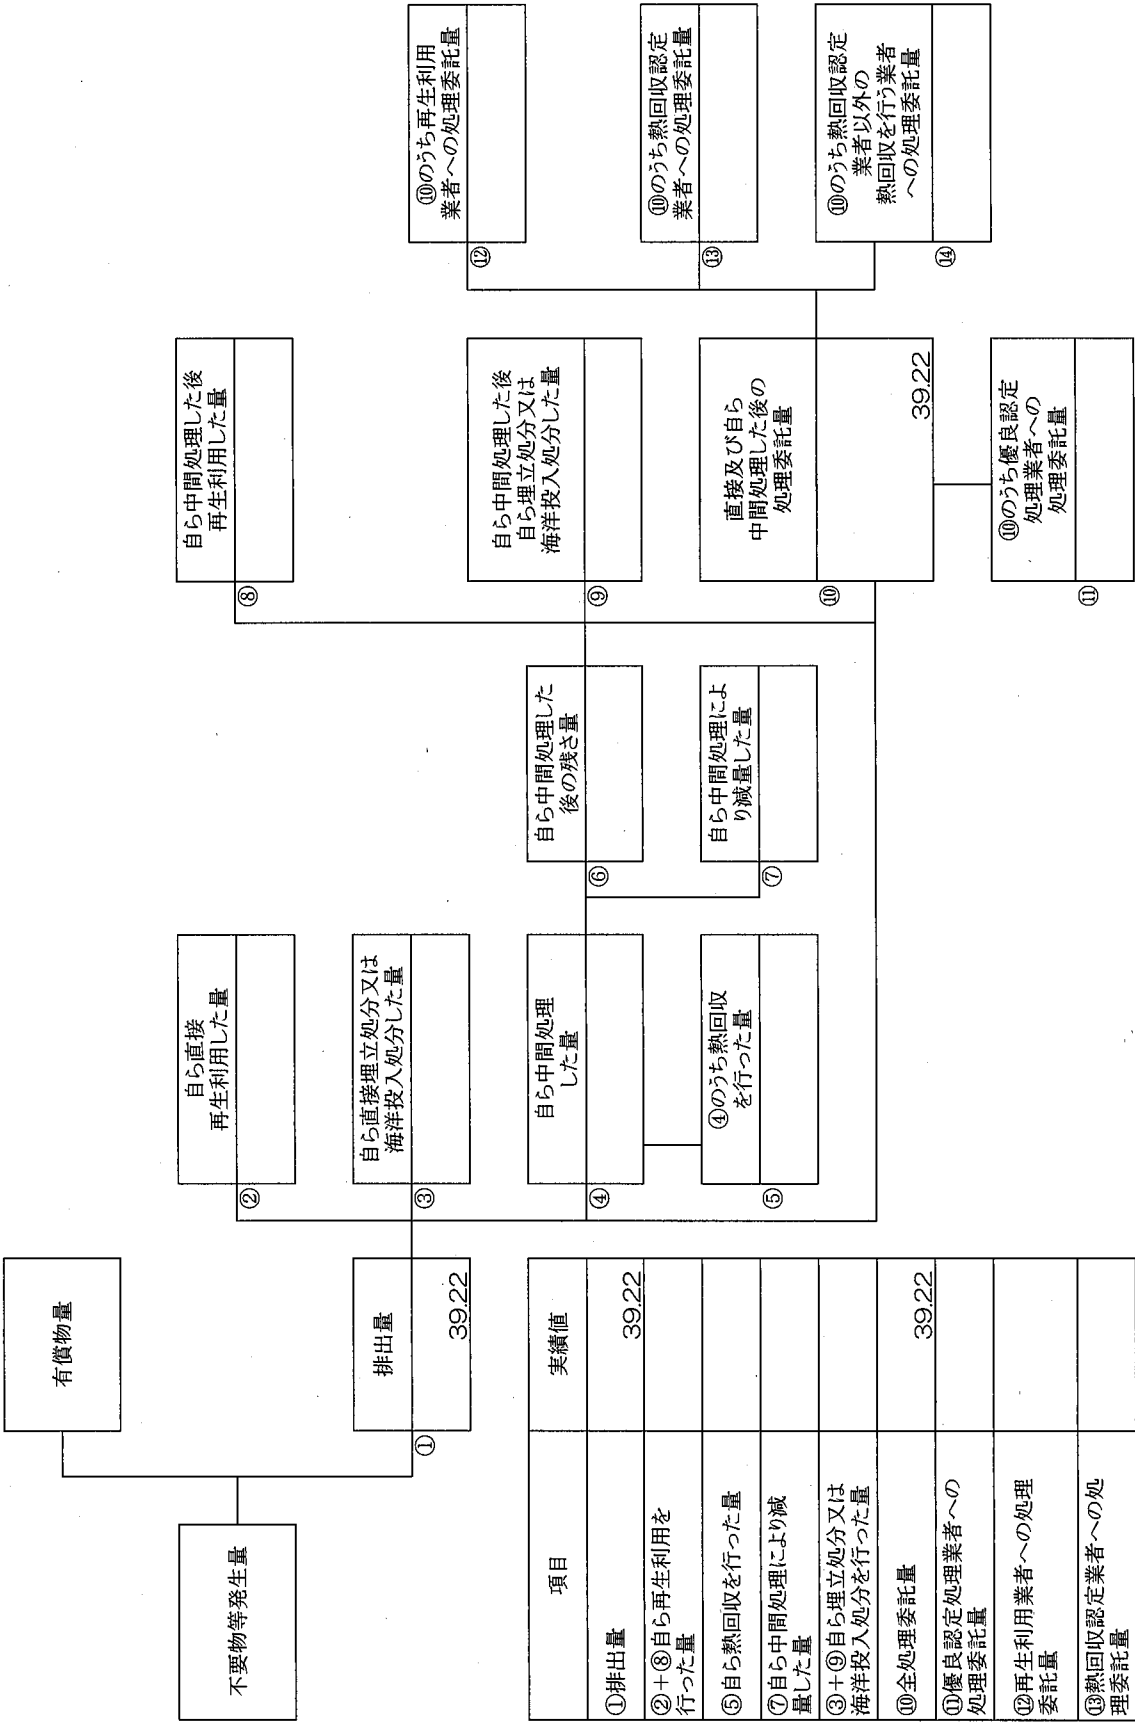 不要物等発生量
有償物量
排出量
①
39.22
自ら直接
再生利用した量
②
自ら直接埋立処分又は
海洋投入処分した量
③
自ら中間処理
した量
④
④のうち熱回収
を行った量
⑤
自ら中間処理した
後の残さ量
⑥
自ら中間処理によ
り減量した量
⑦
自ら中間処理した後
再生利用した量
⑧
自ら中間処理した後
自ら埋立処分又は
海洋投入処分した量
⑨
直接及び自ら
中間処理した後の
処理委託量
⑩
39.22
⑩のうち優良認定
処理業者への
処理委託量
⑪
⑩のうち再生利用
業者への処理委託量
⑫
⑩のうち熱回収認定
業者への処理委託量
⑬
⑩のうち熱回収認定
業者以外の
熱回収を行う業者
への処理委託量
⑭
項目 実績値
①排出量 39.22
②+⑧自ら再生利用を
行った量
⑤自ら熱回収を行った量
⑦自ら中間処理により減
量した量
③+⑨自ら埋立処分又は
海洋投入処分を行った量
⑩全処理委託量 39.22
⑪優良認定処理業者への
処理委託量
⑫再生利用業者への処理
委託量
⑬熱回収認定業者への処
理委託量